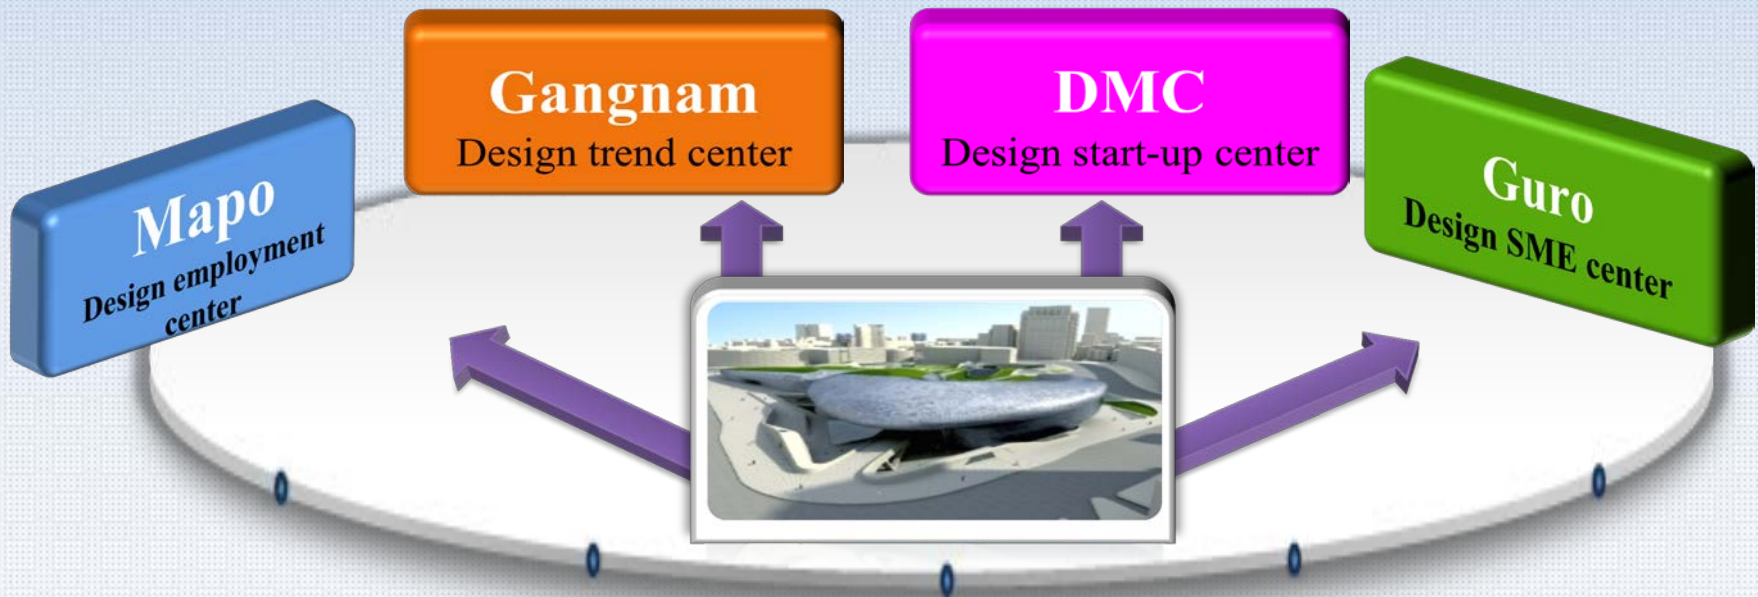 Mapo
Design employment
center
Gangnam
Design trend center
DMC
Design start-up center
Guro
Design SME center